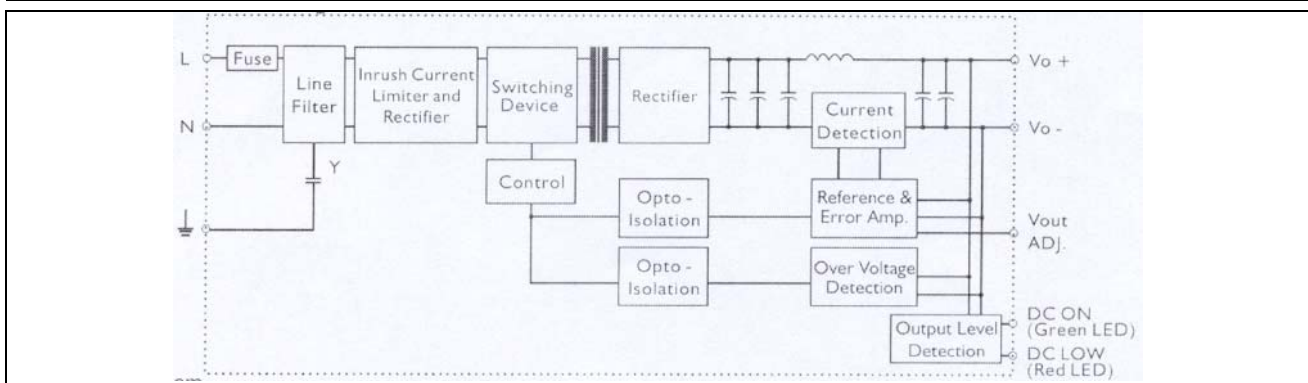 L
Fuse
Line
Filter
Inrush Current
Limiter and
Rectifier
Switching
Device
Rectifier
Current
Detection
Vo +
N
Vo -
Y
Control
Opto -
Isolation
Reference &
Error Amp.
Vout
ADJ.
Opto -
Isolation
Over Voltage
Detection
Output Level
Detection
DC ON
(Green LED)
DC LOW
(Red LED)